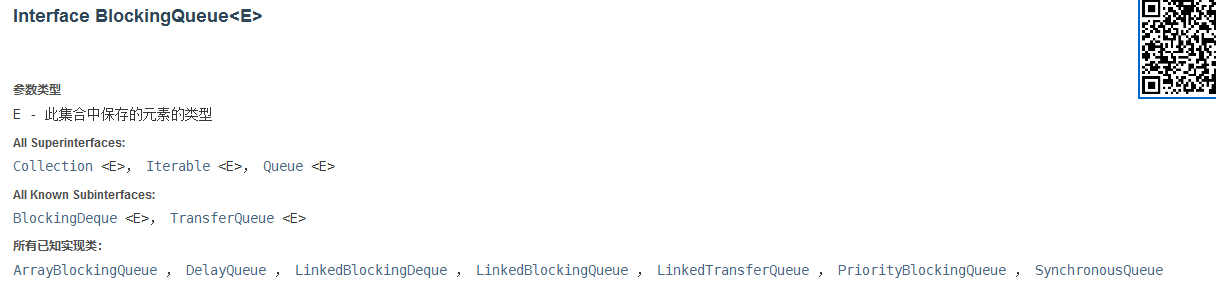 Interface BlockingQueue<E>
参数类型
E - 此集合中保存的元素的类型
All Superinterfaces:
Collection <E>， Iterable <E>， Queue <E>
All Known Subinterfaces:
BlockingDeque <E>， TransferQueue <E>
所有已知实现类：
ArrayBlockingQueue ， DelayQueue ， LinkedBlockingDeque ， LinkedBlockingQueue ， LinkedTransferQueue ， PriorityBlockingQueue ， SynchronousQueue